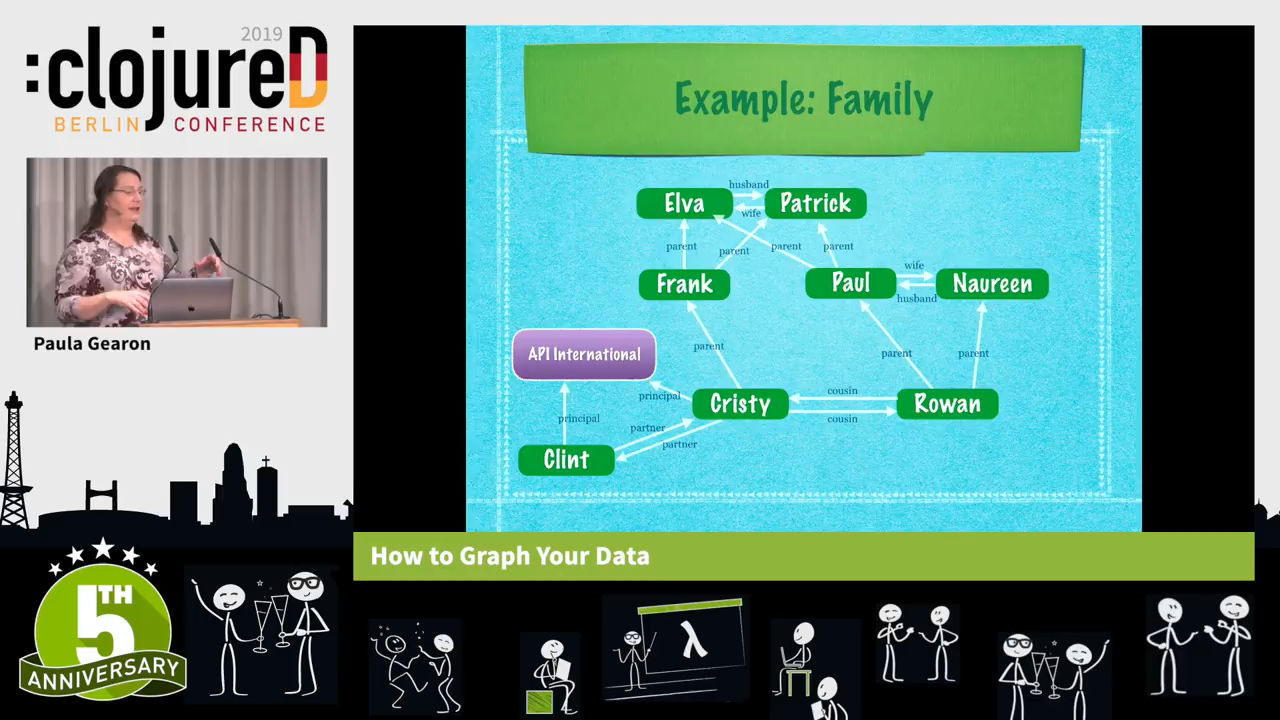 2019
:clojureD
BERLIN CONFERENCE
Paula Gearon
Example: Family
husband
Elva
Patrick
wife
parent
parent
parent
parent
Frank
Paul
wife
Naureen
husband
API International
parent
parent
parent
principal
Cristy
cousin
Rowan
principal
partner
cousin
partner
Clint
How to Graph Your Data
5TH
ANNIVERSARY
λ